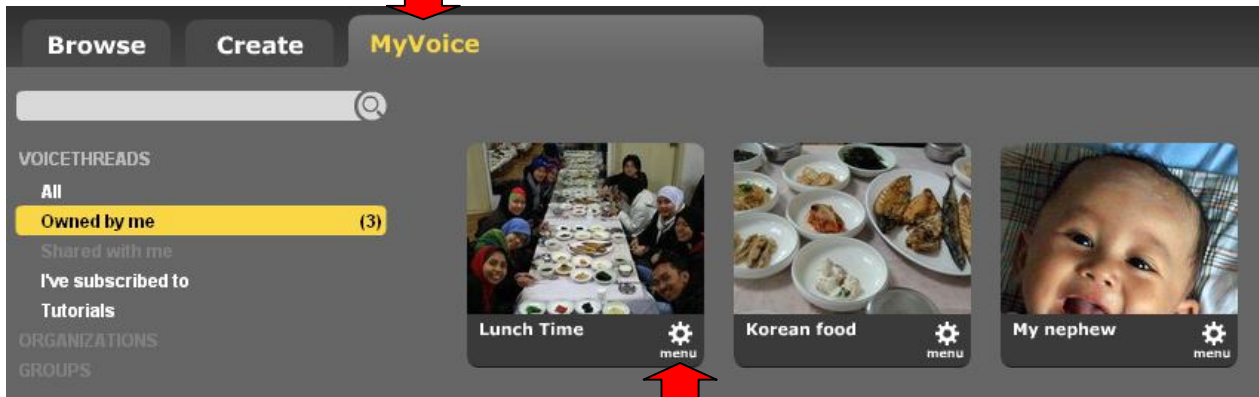 Browse Create MyVoice
VOICETHREADS
All
Owned by me (3)
Shared with me
I've subscribed to
Tutorials
ORGANIZATIONS
GROUPS
Lunch Time menu
Korean food menu
My nephew menu